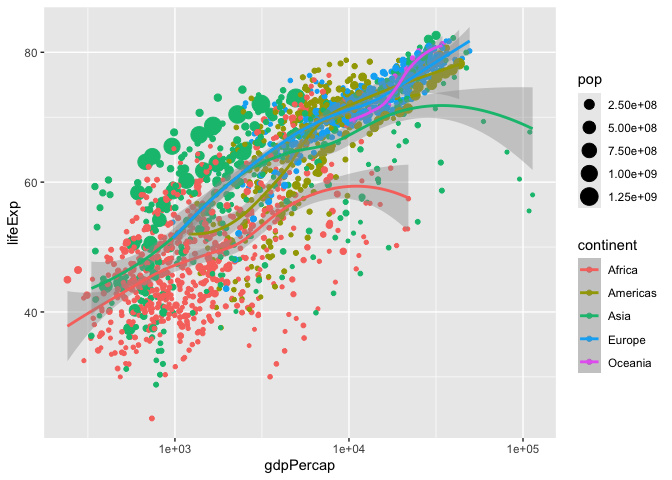 80
60
40
lifeExp
1e+03
1e+04
1e+05
gdpPercap
pop
2.50e+08
5.00e+08
7.50e+08
1.00e+09
1.25e+09
continent
Africa
Americas
Asia
Europe
Oceania